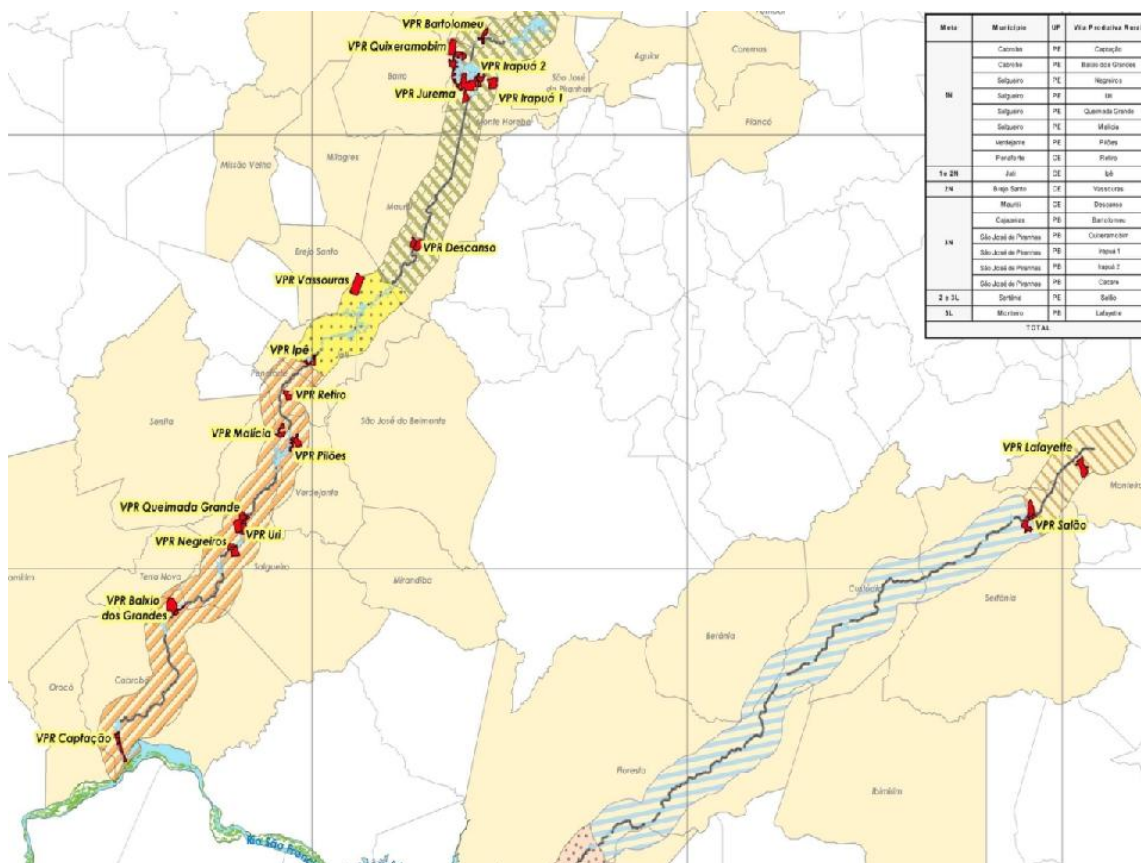 VPR Bartolomeu
VPR Quixeramobim
VPR Irapuá 2
VPR Jurema
VPR Irapuá 1
Barro
São José
de Piranhas
Monte Horebe
Aguiar
Coremas
Piancó
Missão Velha
Milagres
Mauriti
VPR Descanso
Brejo Santo
VPR Vassouras
VPR Ipê
Jati
Penaforte
VPR Retiro
VPR Malícia
VPR Pilões
São José do Belmonte
Serrita
Verdejante
VPR Queimada Grande
VPR Uri
VPR Negreiros
Salgueiro
Terra Nova
Mirandiba
VPR Baixio
dos Grandes
Orocó
Cabrobó
VPR Captação
Rio São
VPR Lafayette
Monteiro
VPR Salão
Custódia
Sertânia
Betânia
Floresta
Ibimirim
Meta Município UF Vila Produtiva Rural
1N
Cabrobo PE Captação
Cabrobo PE Baixio dos Grandes
Salgueiro PE Negreiros
Salgueiro PE Uri
Salgueiro PE Queimada Grande
Salgueiro PE Malícia
Verdejante PE Pilões
Penaforte CE Retiro
1 e 2N Jati CE Ipê
2N Brejo Santo CE Vassouras
3N
Mauriti CE Descanso
Cajazeiras PB Bartolomeu
São José de Piranhas PB Quixeramobim
São José de Piranhas PB Irapuá 1
São José de Piranhas PB Irapuá 2
São José de Piranhas PB Cacaré
2 e 3L Sertânia PE Salão
3L Monteiro PB Lafayette
TOTAL